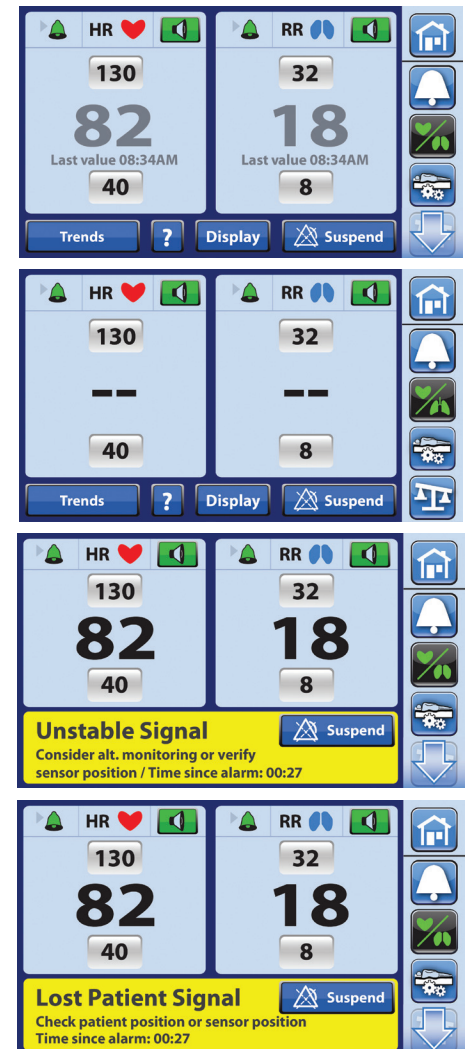 HR RR
130 32
82 18
Last value 08:34AM Last value 08:34AM
40 8
Trends ? Display Suspend
HR RR
130 32
-- --
40 8
Trends ? Display Suspend
HR RR
130 32
82 18
40 8
Unstable Signal Suspend
Consider alt. monitoring or verify
sensor position / Time since alarm: 00:27
HR RR
130 32
82 18
40 8
Lost Patient Signal Suspend
Check patient position or sensor position
Time since alarm: 00:27